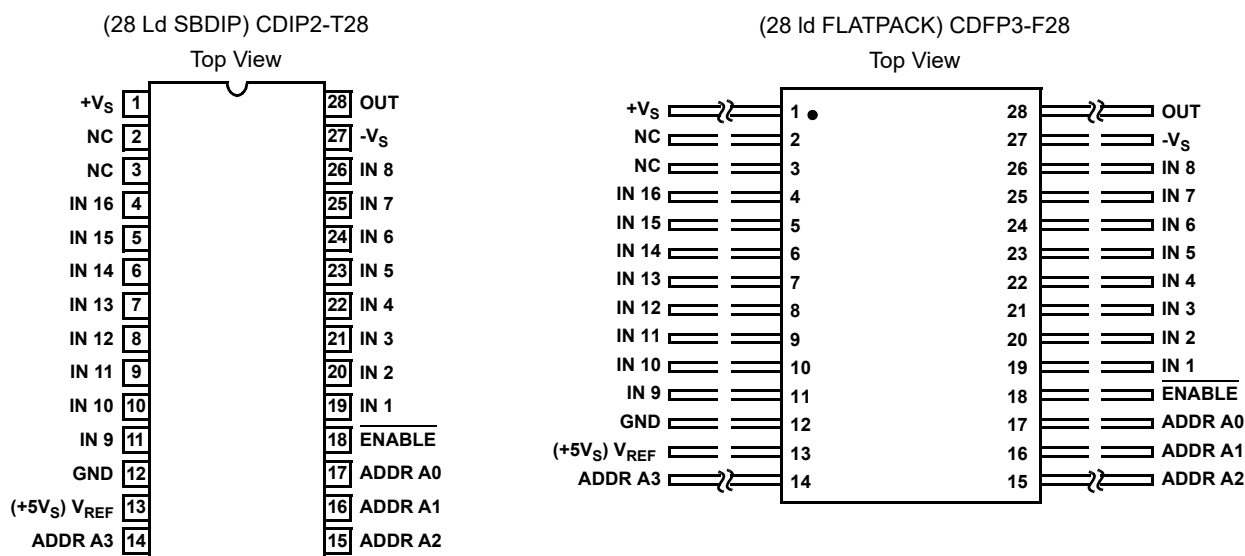 (28 Ld SBDIP) CDIP2-T28
Top View
+VS 1 28 OUT
NC 2 27 -VS
NC 3 26 IN 8
IN 16 4 25 IN 7
IN 15 5 24 IN 6
IN 14 6 23 IN 5
IN 13 7 22 IN 4
IN 12 8 21 IN 3
IN 11 9 20 IN 2
IN 10 10 19 IN 1
IN 9 11 18 ENABLE
GND 12 17 ADDR A0
(+5VS) VREF 13 16 ADDR A1
ADDR A3 14 15 ADDR A2
(28 ld FLATPACK) CDFP3-F28
Top View
+VS 1 28 OUT
NC 2 27 -VS
NC 3 26 IN 8
IN 16 4 25 IN 7
IN 15 5 24 IN 6
IN 14 6 23 IN 5
IN 13 7 22 IN 4
IN 12 8 21 IN 3
IN 11 9 20 IN 2
IN 10 10 19 IN 1
IN 9 11 18 ENABLE
GND 12 17 ADDR A0
(+5VS) VREF 13 16 ADDR A1
ADDR A3 14 15 ADDR A2